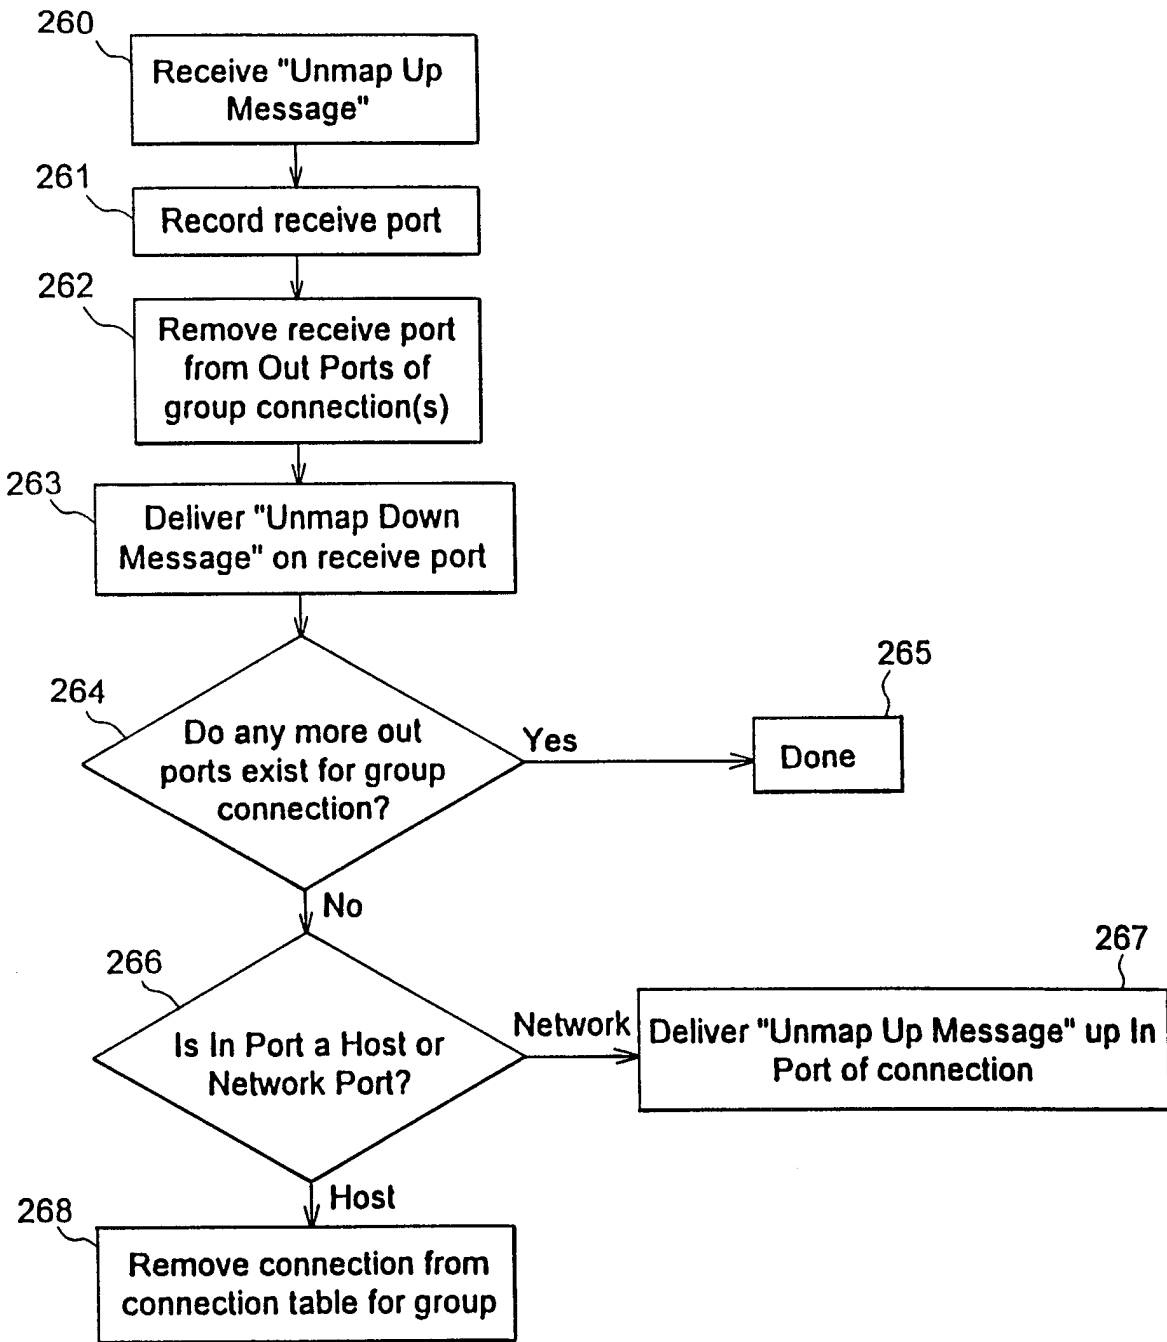 260
Receive "Unmap Up
Message"
261
Record receive port
262
Remove receive port
from Out Ports of
group connection(s)
263
Deliver "Unmap Down
Message" on receive port
264
Do any more out
ports exist for group
connection?
Yes
265
Done
No
266
Is In Port a Host or
Network Port?
Network
267
Deliver "Unmap Up Message" up In
Port of connection
Host
268
Remove connection from
connection table for group